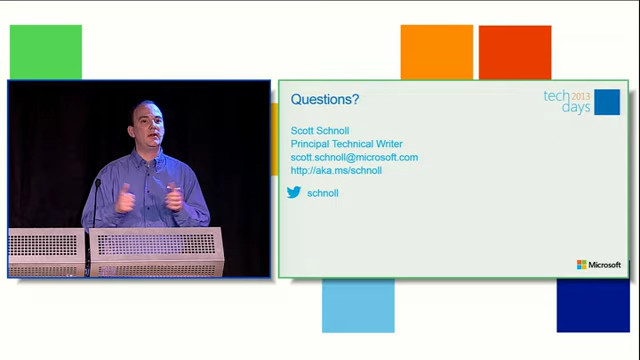 Questions?
tech 2013
days
Scott Schnoll
Principal Technical Writer
scott.schnoll@microsoft.com
http://aka.ms/schnoll
schnoll
Microsoft